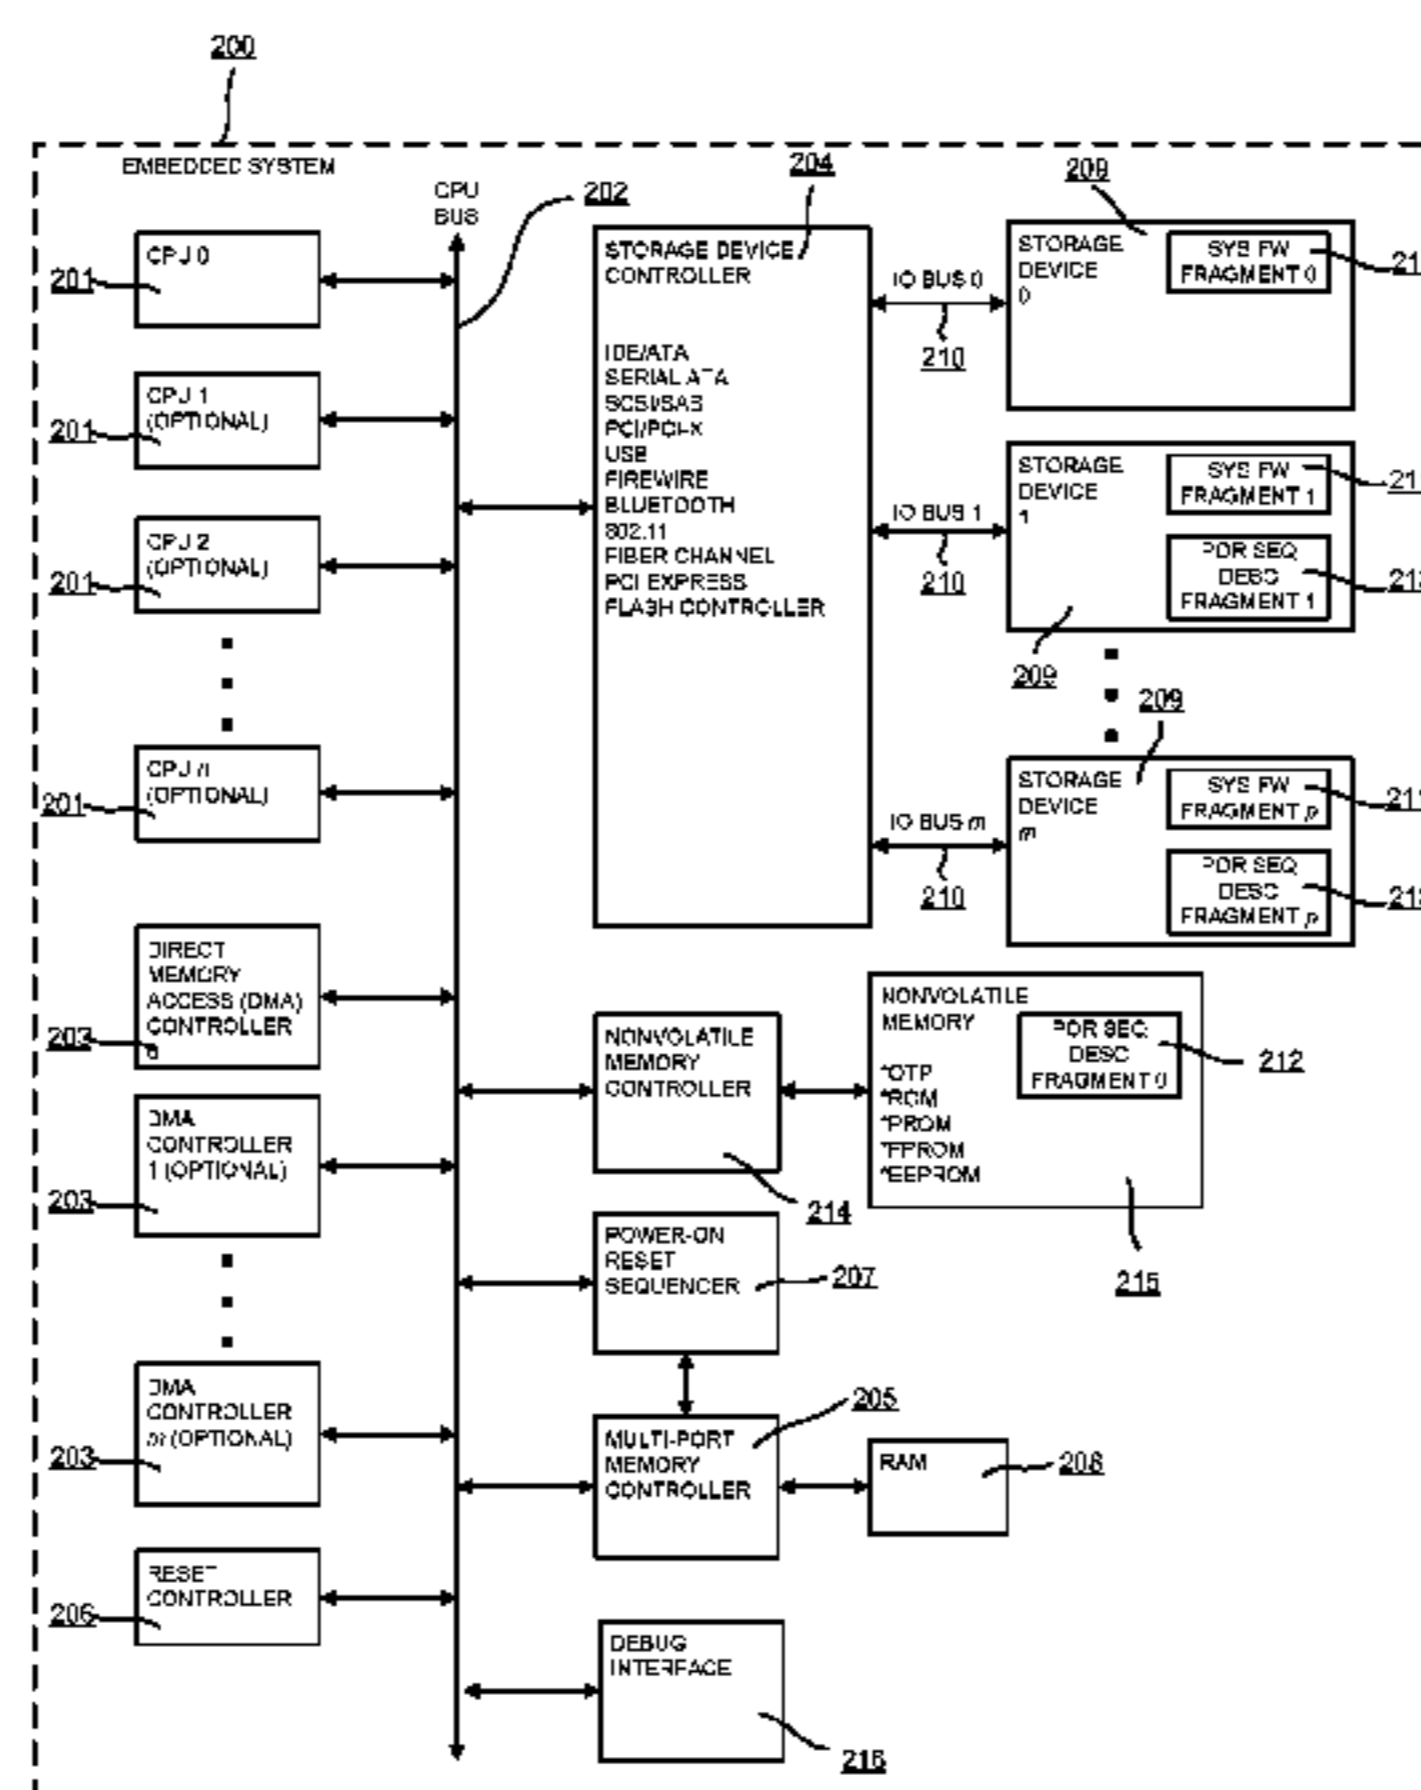 200
EMBEDDED SYSTEM
CPU
BUS
202
CPU 0
201
CPU 1
(OPTIONAL)
201
CPU 2
(OPTIONAL)
201
CPU n
(OPTIONAL)
201
DIRECT
MEMORY
ACCESS (DMA)
CONTROLLER
0
203
DMA
CONTROLLER
1 (OPTIONAL)
203
DMA
CONTROLLER
m (OPTIONAL)
203
RESET
CONTROLLER
206
204
STORAGE DEVICE
CONTROLLER
IDE/ATA
SERIAL ATA
SCSI/SAS
PCI/PCI-X
USB
FIREWIRE
BLUETOOTH
802.11
FIBER CHANNEL
PCI EXPRESS
FLASH CONTROLLER
IO BUS 0
210
IO BUS 1
210
IO BUS m
210
209
STORAGE
DEVICE
0
SYS FW
FRAGMENT 0
STORAGE
DEVICE
1
SYS FW
FRAGMENT 1
POR SEQ
DESC
FRAGMENT 1
209
209
STORAGE
DEVICE
m
SYS FW
FRAGMENT p
POR SEQ
DESC
FRAGMENT p
NONVOLATILE
MEMORY
CONTROLLER
214
NONVOLATILE
MEMORY
*OTP
*ROM
*PROM
*EPROM
*EEPROM
POR SEQ
DESC
FRAGMENT 0
212
215
POWER-ON
RESET
SEQUENCER
207
MULTI-PORT
MEMORY
CONTROLLER
205
RAM
208
DEBUG
INTERFACE
216